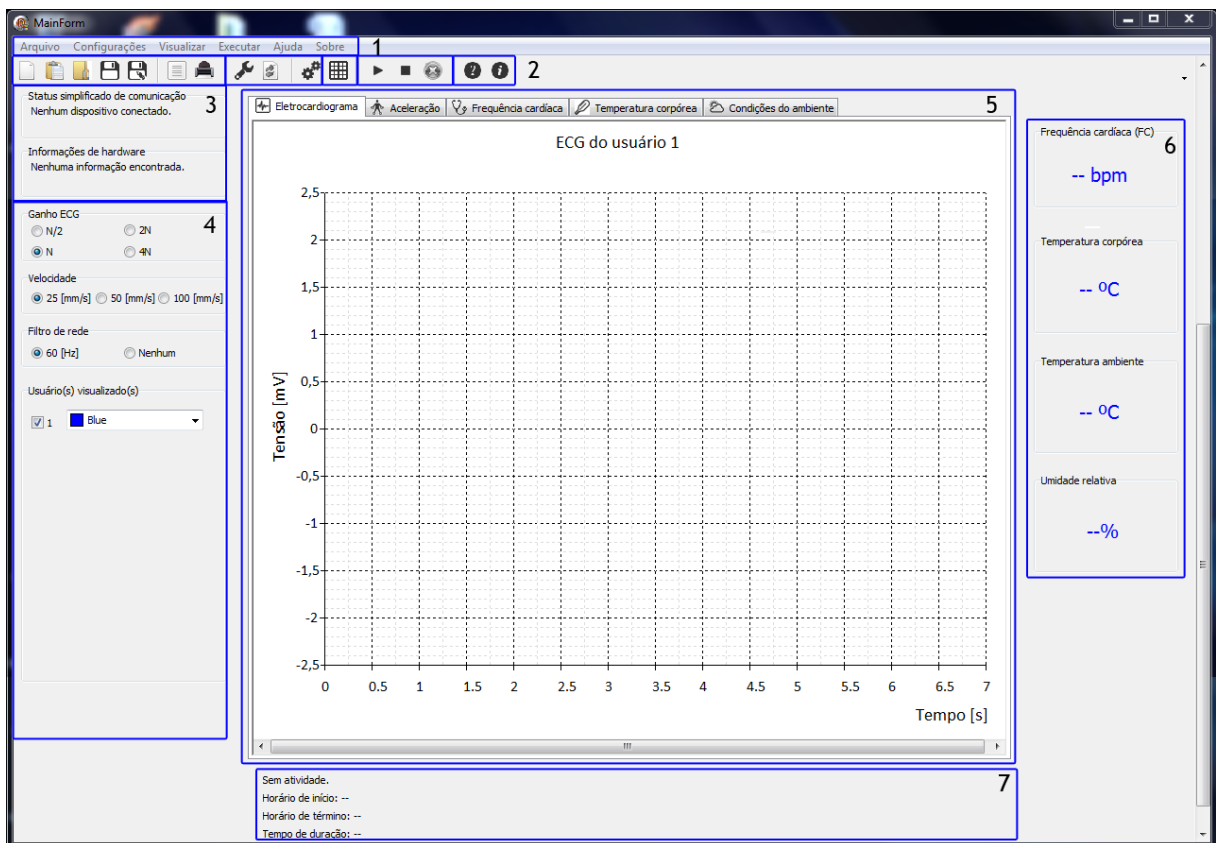 MainForm
Arquivo Configurações Visualizar Executar Ajuda Sobre 1
2
Status simplificado de comunicação 3
Nenhum dispositivo conectado.
Informações de hardware
Nenhuma informação encontrada.
Ganho ECG 4
N/2 2N
N 4N
Velocidade
25 [mm/s] 50 [mm/s] 100 [mm/s]
Filtro de rede
60 [Hz] Nenhum
Usuário(s) visualizado(s)
1 Blue
Eletrocardiograma Aceleração Frequência cardíaca Temperatura corpórea Condições do ambiente 5
ECG do usuário 1
2,5
2
1,5
1
0,5
0
-0,5
-1
-1,5
-2
-2,5
Tensão [mV]
0 0.5 1 1.5 2 2.5 3 3.5 4 4.5 5 5.5 6 6.5 7
Tempo [s]
Frequência cardíaca (FC) 6
-- bpm
Temperatura corpórea
-- ºC
Temperatura ambiente
-- ºC
Umidade relativa
--%
Sem atividade. 7
Horário de início: --
Horário de término: --
Tempo de duração: --